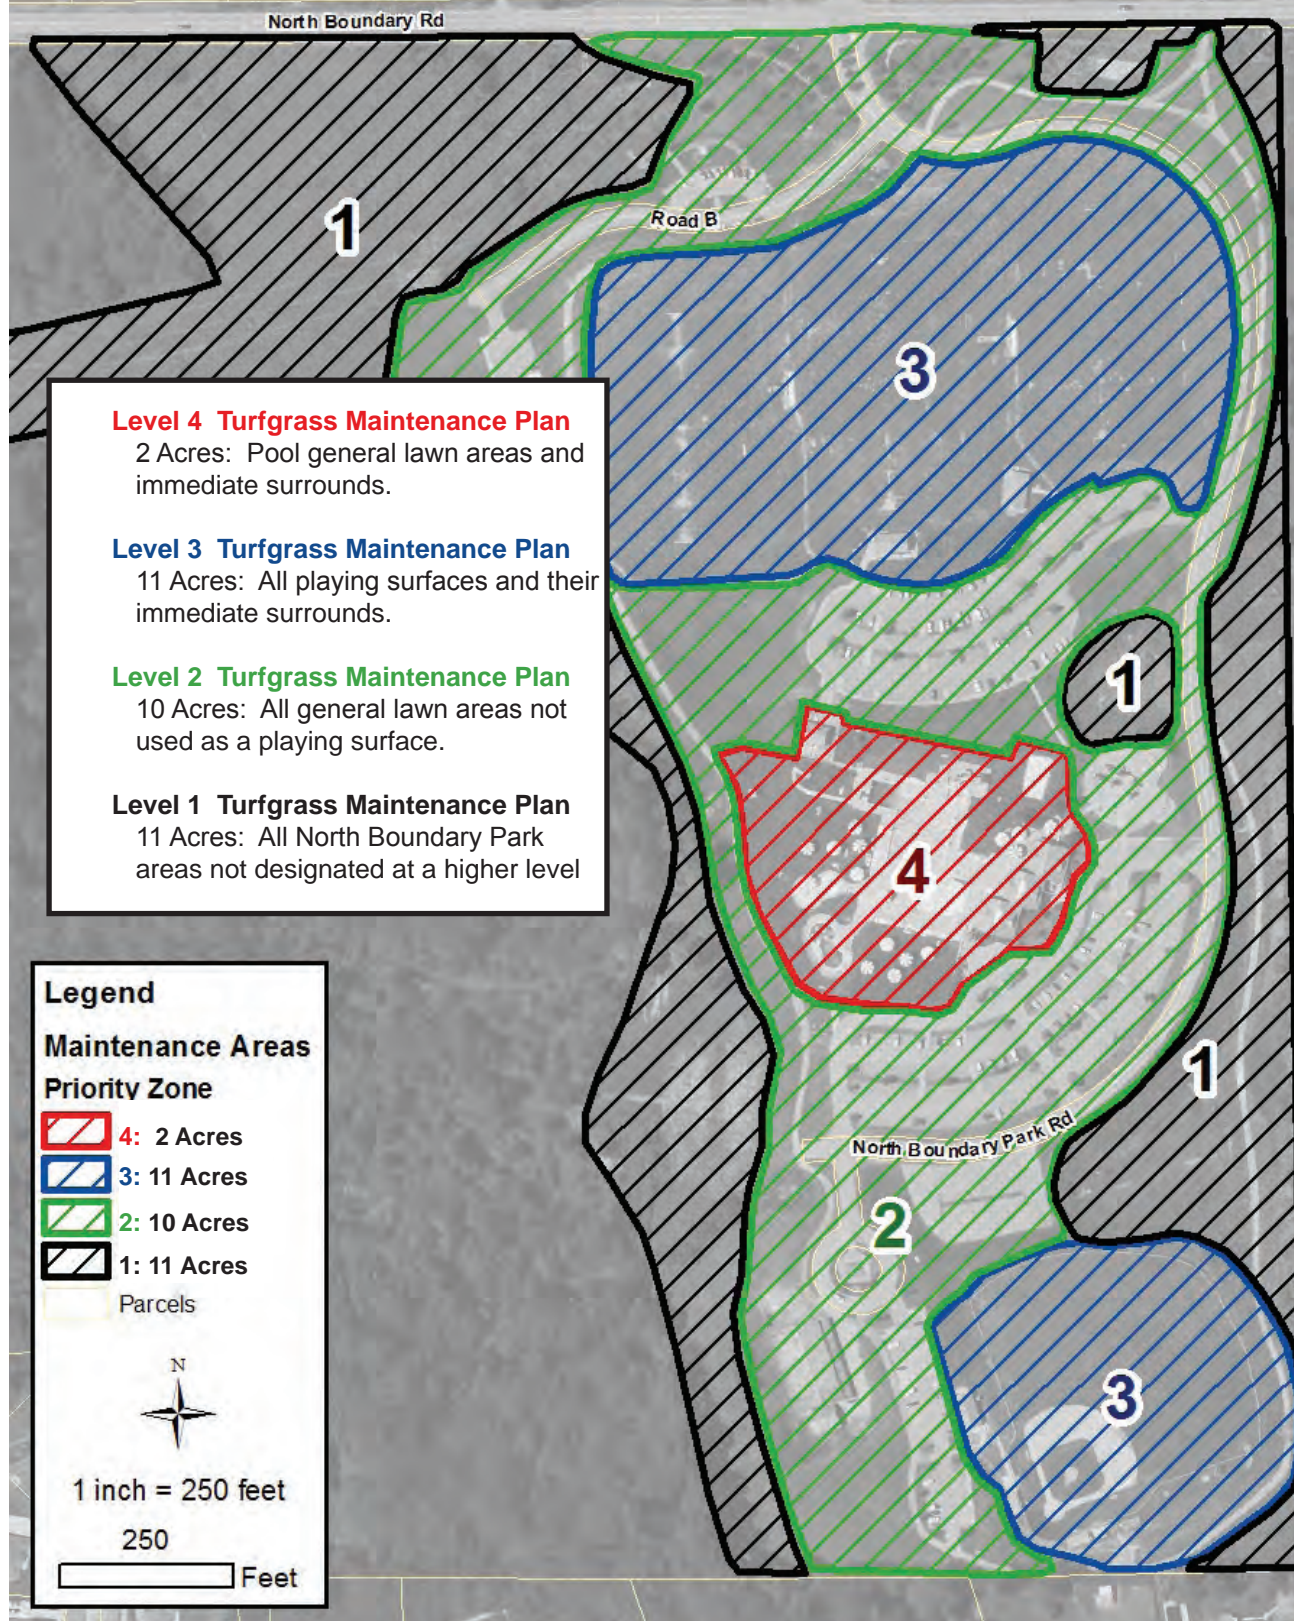 North Boundary Rd
1
Road B
3
Level 4 Turfgrass Maintenance Plan
2 Acres: Pool general lawn areas and
immediate surrounds.
Level 3 Turfgrass Maintenance Plan
11 Acres: All playing surfaces and their
immediate surrounds.
Level 2 Turfgrass Maintenance Plan
10 Acres: All general lawn areas not
used as a playing surface.
Level 1 Turfgrass Maintenance Plan
11 Acres: All North Boundary Park
areas not designated at a higher level
1
4
1
North Boundary Park Rd
2
3
Legend
Maintenance Areas
Priority Zone
4: 2 Acres
3: 11 Acres
2: 10 Acres
1: 11 Acres
Parcels
N
1 inch = 250 feet
250
Feet